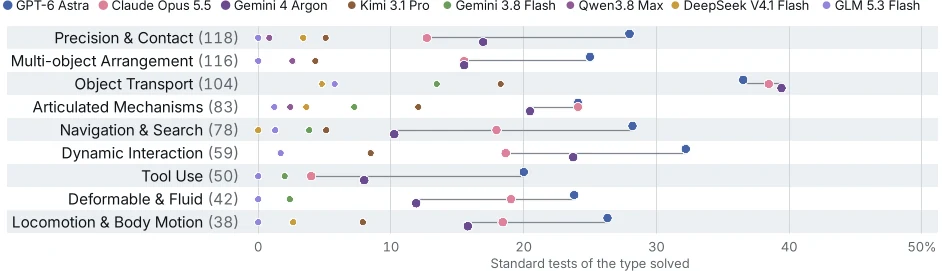 GPT-6 Astra Claude Opus 5.5 Gemini 4 Argon Kimi 3.1 Pro Gemini 3.8 Flash Qwen3.8 Max DeepSeek V4.1 Flash GLM 5.3 Flash
Precision & Contact (118)
Multi-object Arrangement (116)
Object Transport (104)
Articulated Mechanisms (83)
Navigation & Search (78)
Dynamic Interaction (59)
Tool Use (50)
Deformable & Fluid (42)
Locomotion & Body Motion (38)
0 10 20 30 40 50%
Standard tests of the type solved